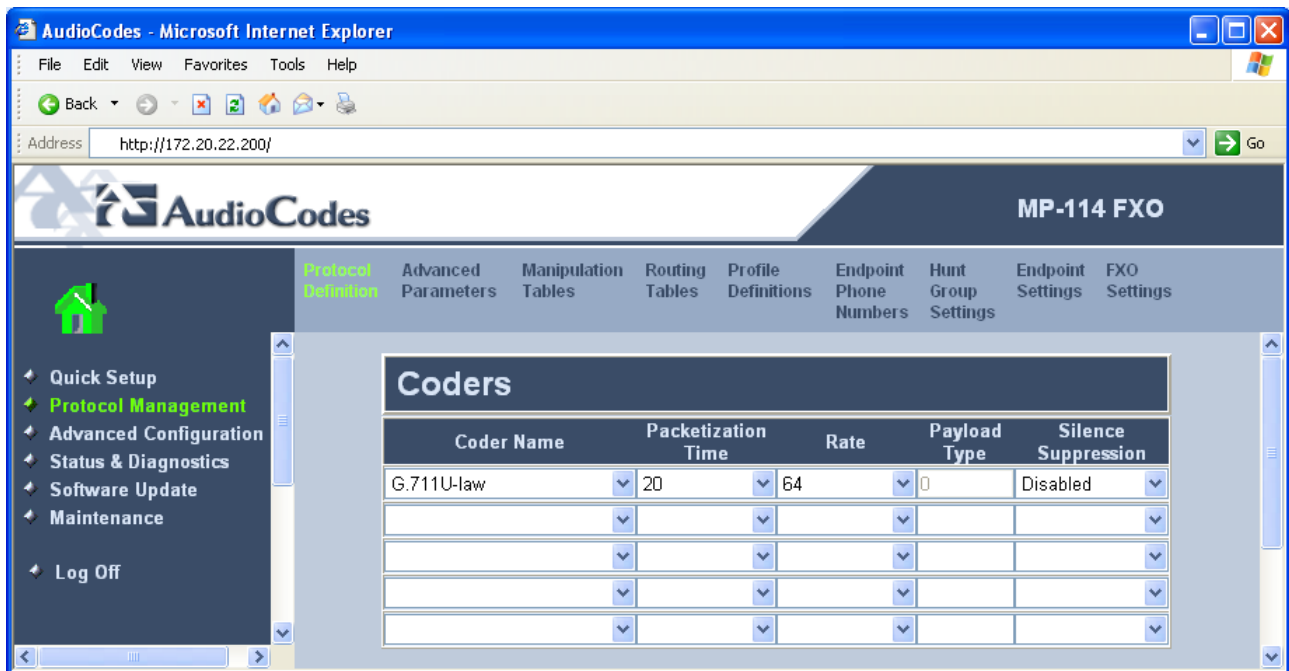 AudioCodes - Microsoft Internet Explorer
File Edit View Favorites Tools Help
Back
Address http://172.20.22.200/ Go
AudioCodes
MP-114 FXO
Protocol Definition Advanced Parameters Manipulation Tables Routing Tables Profile Definitions Endpoint Phone Numbers Hunt Group Settings Endpoint Settings FXO Settings
Quick Setup
Protocol Management
Advanced Configuration
Status & Diagnostics
Software Update
Maintenance
Log Off
Coders
Coder Name Packetization Time Rate Payload Type Silence Suppression
G.711U-law 20 64 0 Disabled